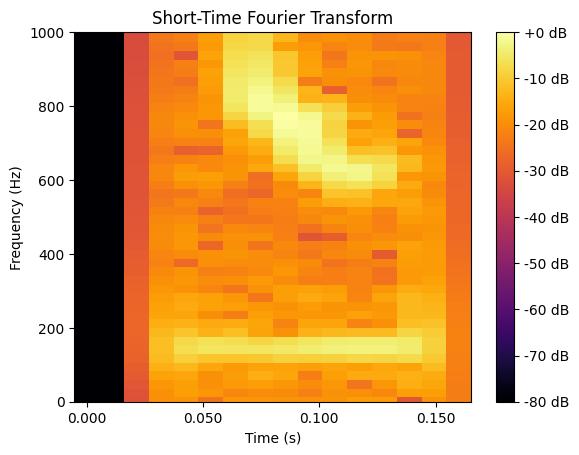 Short-Time Fourier Transform
1000
800
600
400
200
0
Frequency (Hz)
0.000
0.050
0.100
0.150
Time (s)
+0 dB
-10 dB
-20 dB
-30 dB
-40 dB
-50 dB
-60 dB
-70 dB
-80 dB